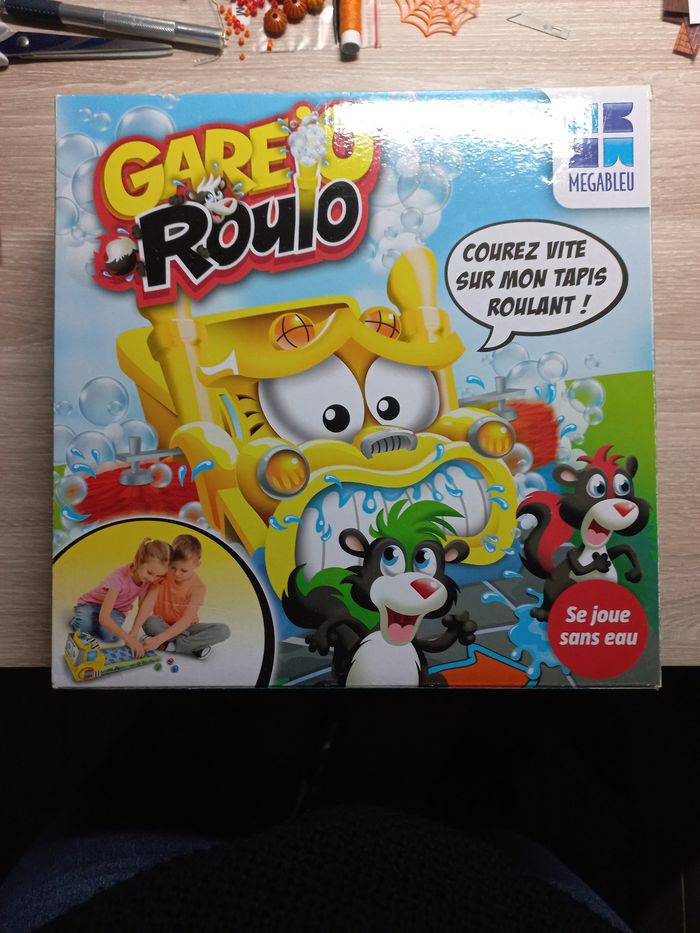 GARE
ROULO
MEGABLEU
COUREZ VITE
SUR MON TAPIS
ROULANT !
Se joue
sans eau